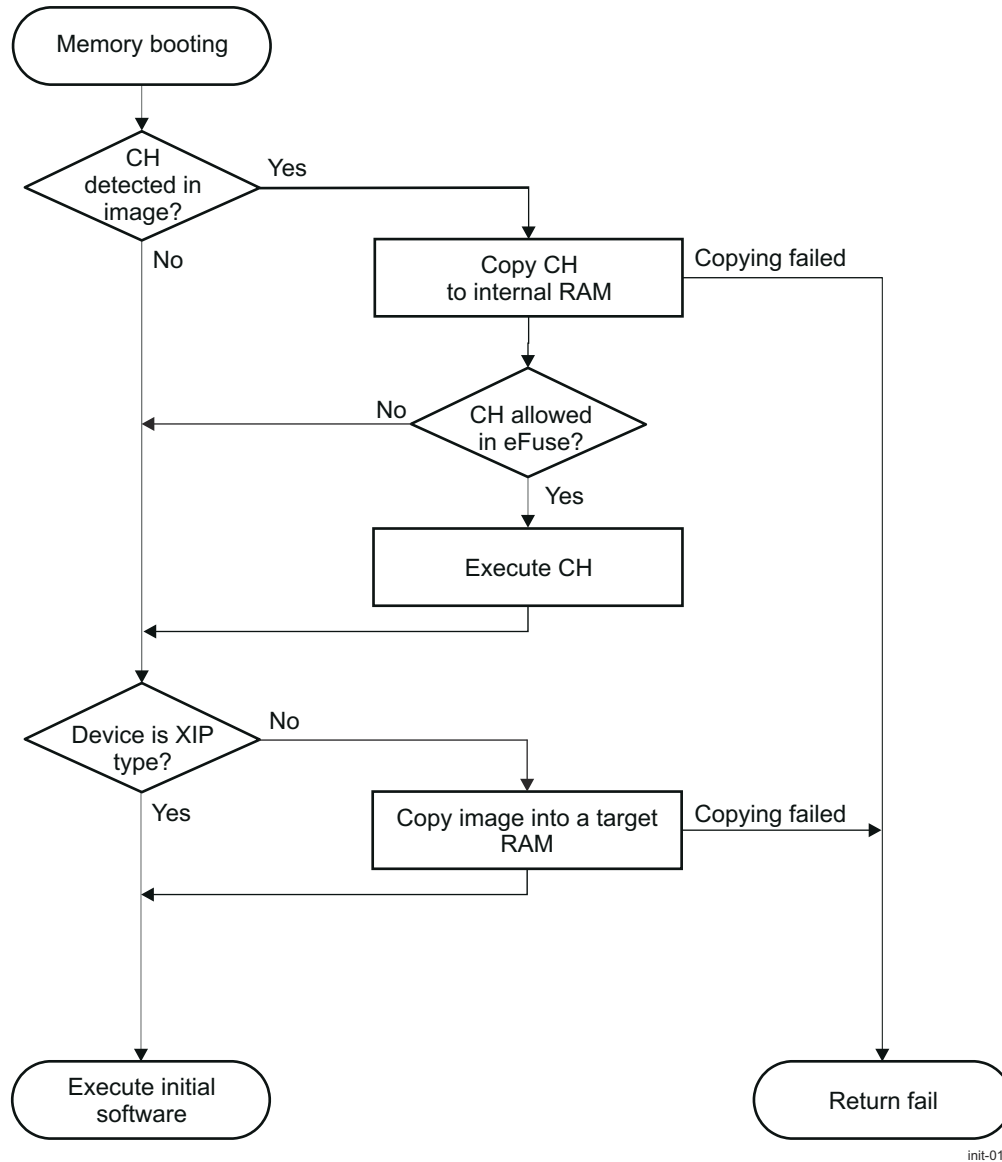 Memory booting
CH
detected in
image?
Yes
No
Copy CH
to internal RAM
Copying failed
No
CH allowed
in eFuse?
Yes
Execute CH
Device is XIP
type?
No
Yes
Copy image into a target
RAM
Copying failed
Execute initial
software
Return fail
init-01